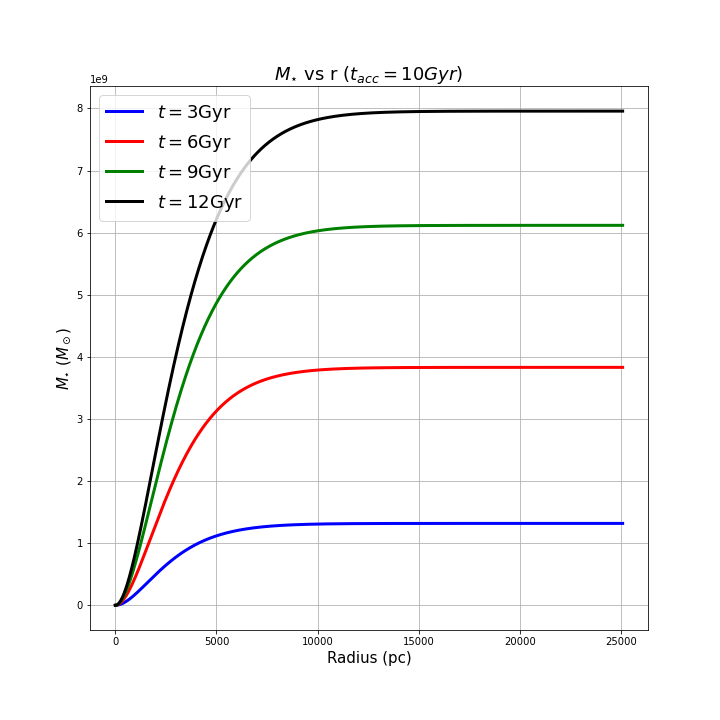 M⋆ vs r (t_acc = 10Gyr)
1e9
t = 3Gyr
t = 6Gyr
t = 9Gyr
t = 12Gyr
8
7
6
5
4
3
2
1
0
M⋆ (M⊙)
0 5000 10000 15000 20000 25000
Radius (pc)